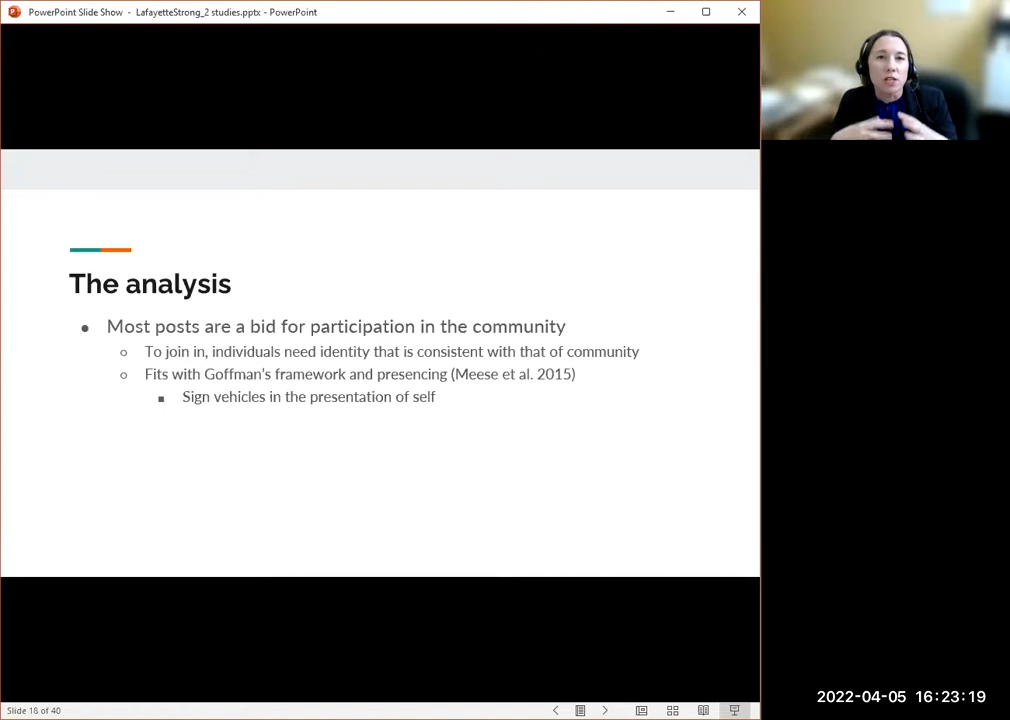 PowerPoint Slide Show - LafayetteStrong_2 studies.pptx - PowerPoint
The analysis
Most posts are a bid for participation in the community
To join in, individuals need identity that is consistent with that of community
Fits with Goffman's framework and presencing (Meese et al. 2015)
Sign vehicles in the presentation of self
Slide 18 of 40
2022-04-05 16:23:19